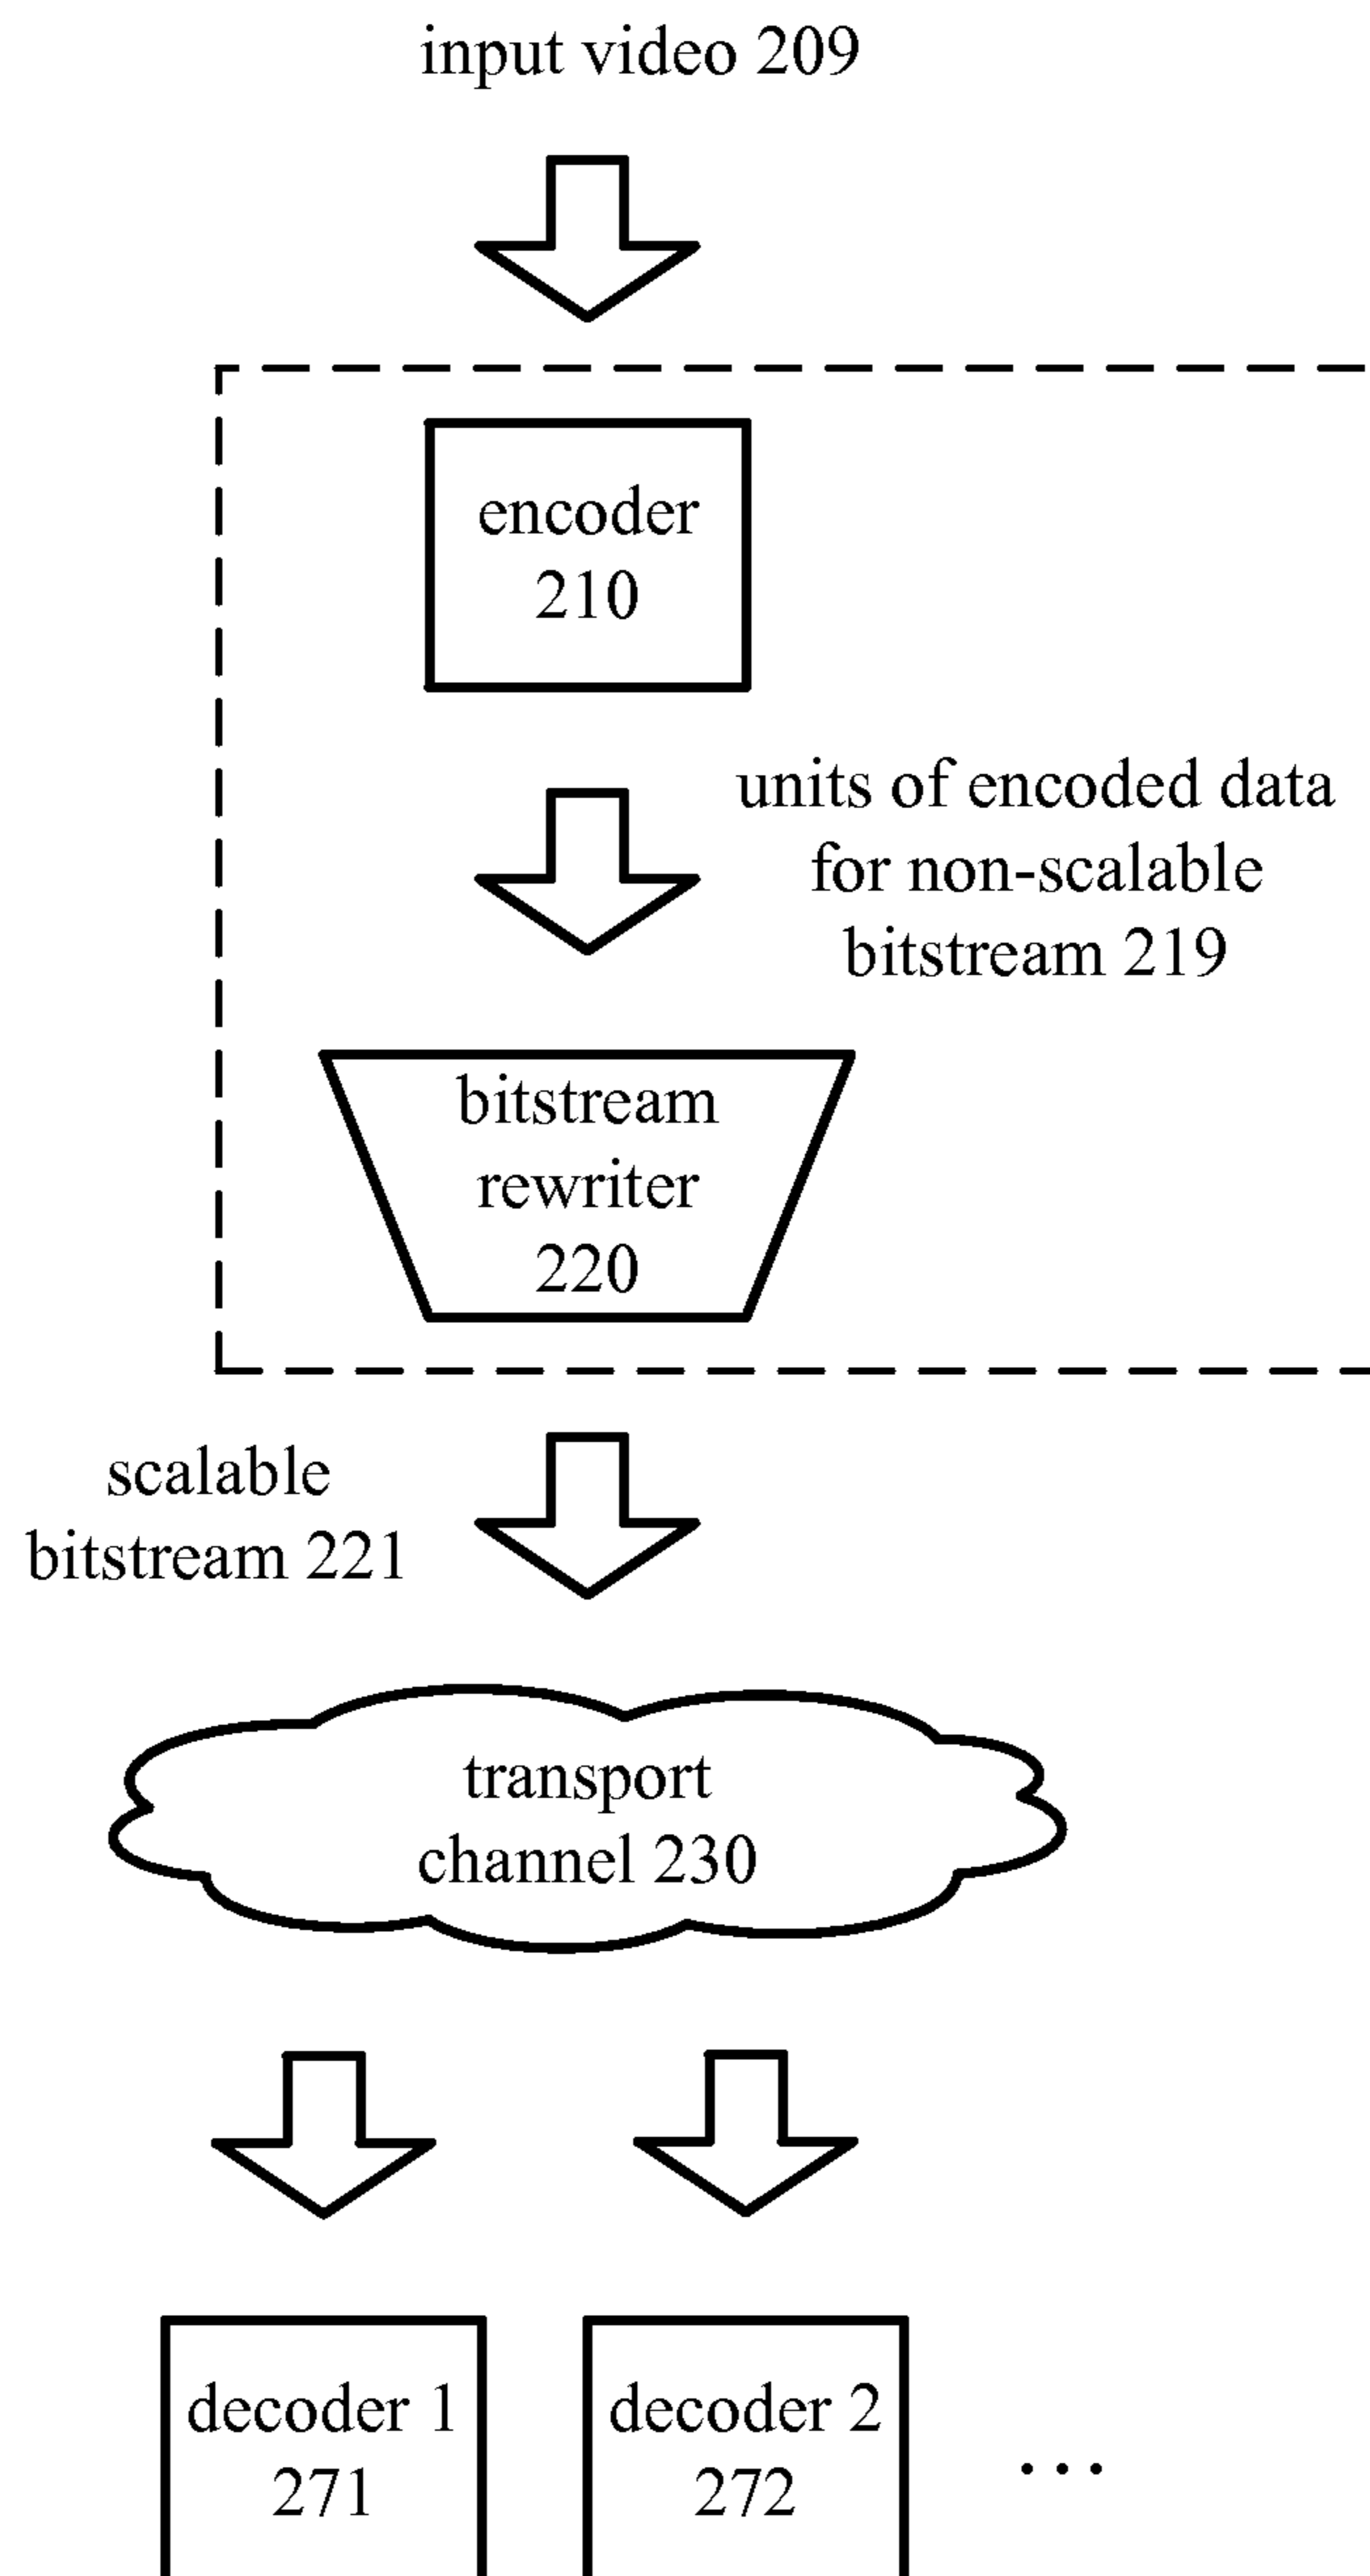 input video 209
encoder
210
units of encoded data
for non-scalable
bitstream 219
bitstream
rewriter
220
scalable
bitstream 221
transport
channel 230
decoder 1
271
decoder 2
272
...